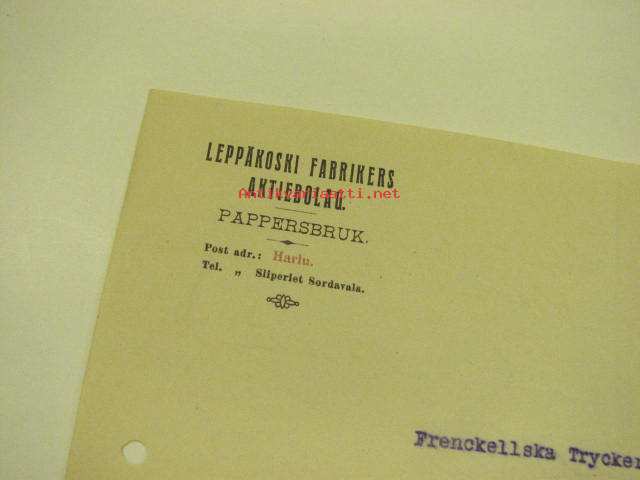 LEPPÄKOSKI FABRIKERS
AKTIEBOLAG.
Antikvariaatti.net
PAPPERSBRUK.
Post adr.: Harlu.
Tel. „ Sliperiet Sordavala.
Frenckellska Trycker